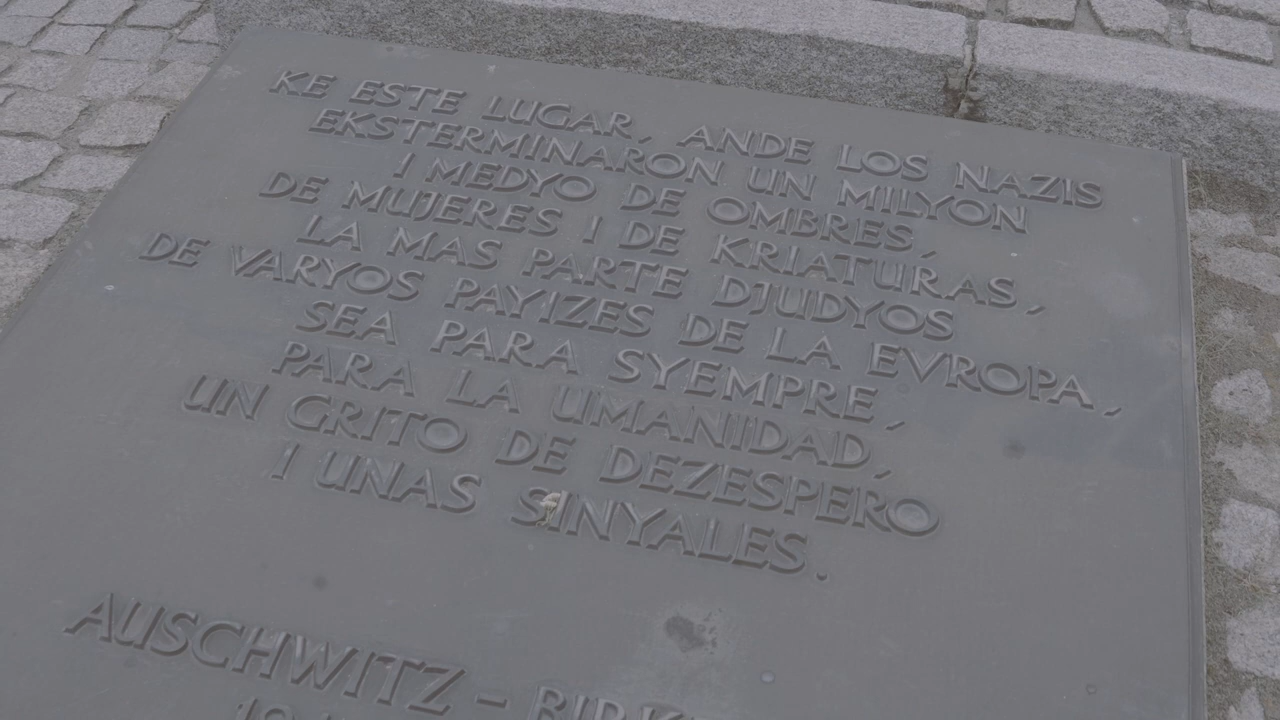 KE ESTE LUGAR, ANDE LOS NAZIS
EKSTERMINARON UN MILYON
I MEDYO DE OMBRES,
DE MUJERES I DE KRIATURAS,
LA MAS PARTE DJUDYOS
DE VARYOS PAYIZES DE LA EVROPA,
SEA PARA SYEMPRE,
PARA LA UMANIDAD,
UN GRITO DE DEZESPERO
I UNAS SINYALES.
AUSCHWITZ -